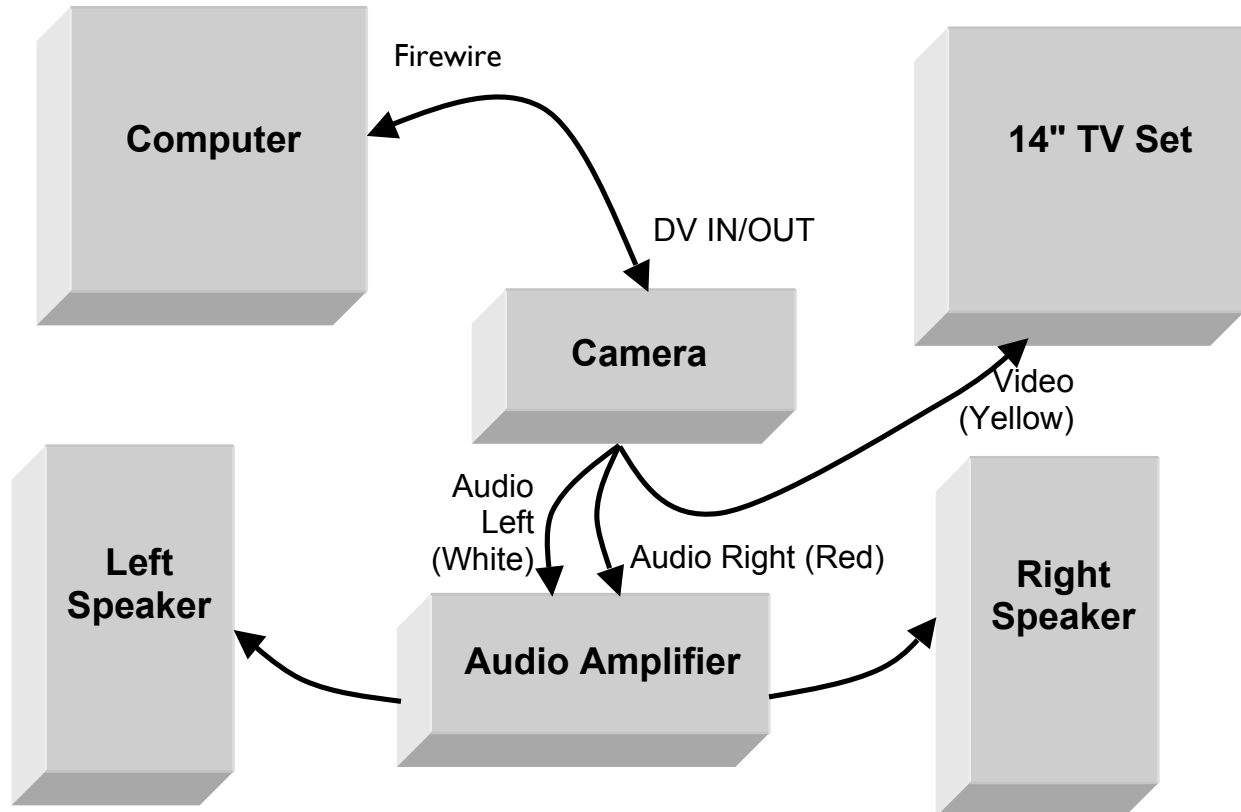 Firewire
Computer
14" TV Set
DV IN/OUT
Camera
Video
(Yellow)
Audio
Left
(White)
Audio Right (Red)
Left
Speaker
Right
Speaker
Audio Amplifier